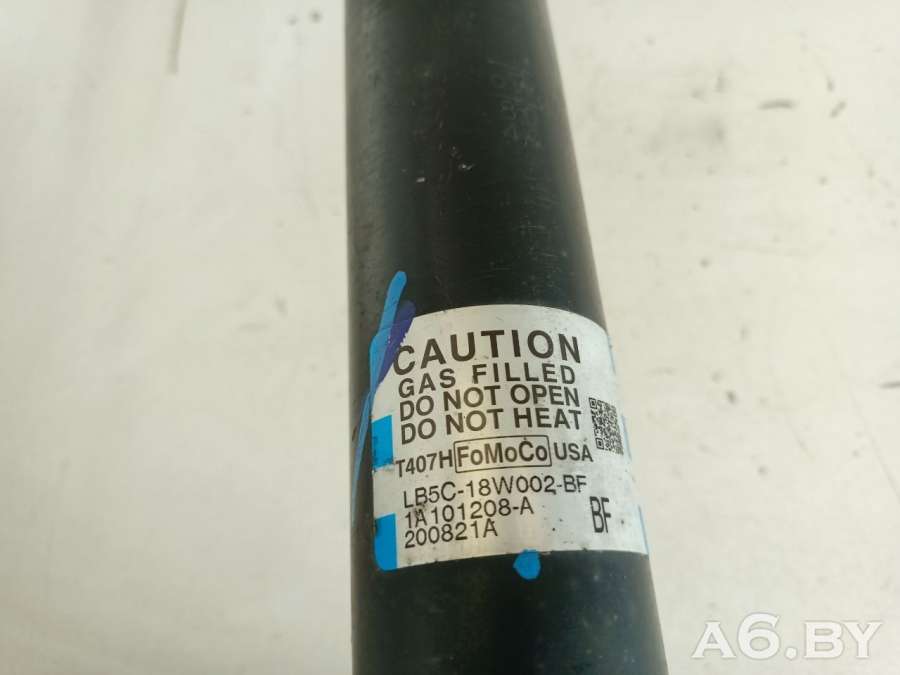 CAUTION
GAS FILLED
DO NOT OPEN
DO NOT HEAT
T407H FoMoCo USA
LB5C-18W002-BF
1A101208-A
200821A BF
A6.BY